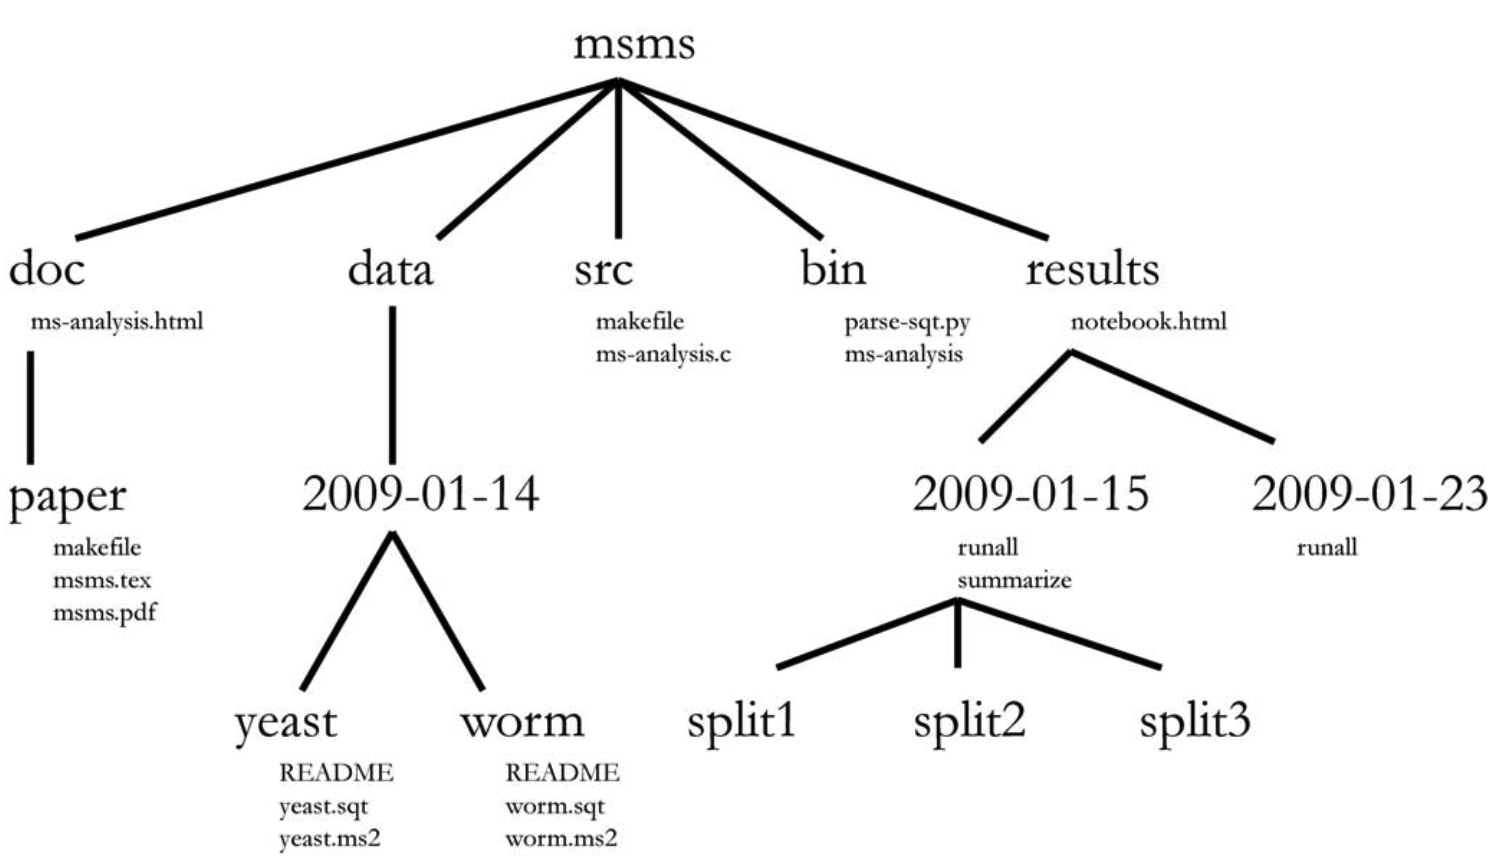 msms
doc
data
src
bin
results
ms-analysis.html
makefile
ms-analysis.c
parse-sqt.py
ms-analysis
notebook.html
paper
makefile
msms.tex
msms.pdf
2009-01-14
2009-01-15
runall
summarize
2009-01-23
runall
yeast
README
yeast.sqt
yeast.ms2
worm
README
worm.sqt
worm.ms2
split1
split2
split3